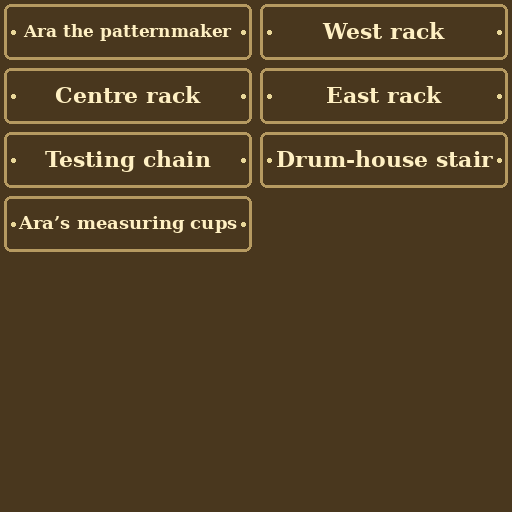 Ara the patternmaker
West rack
Centre rack
East rack
Testing chain
Drum-house stair
Ara’s measuring cups